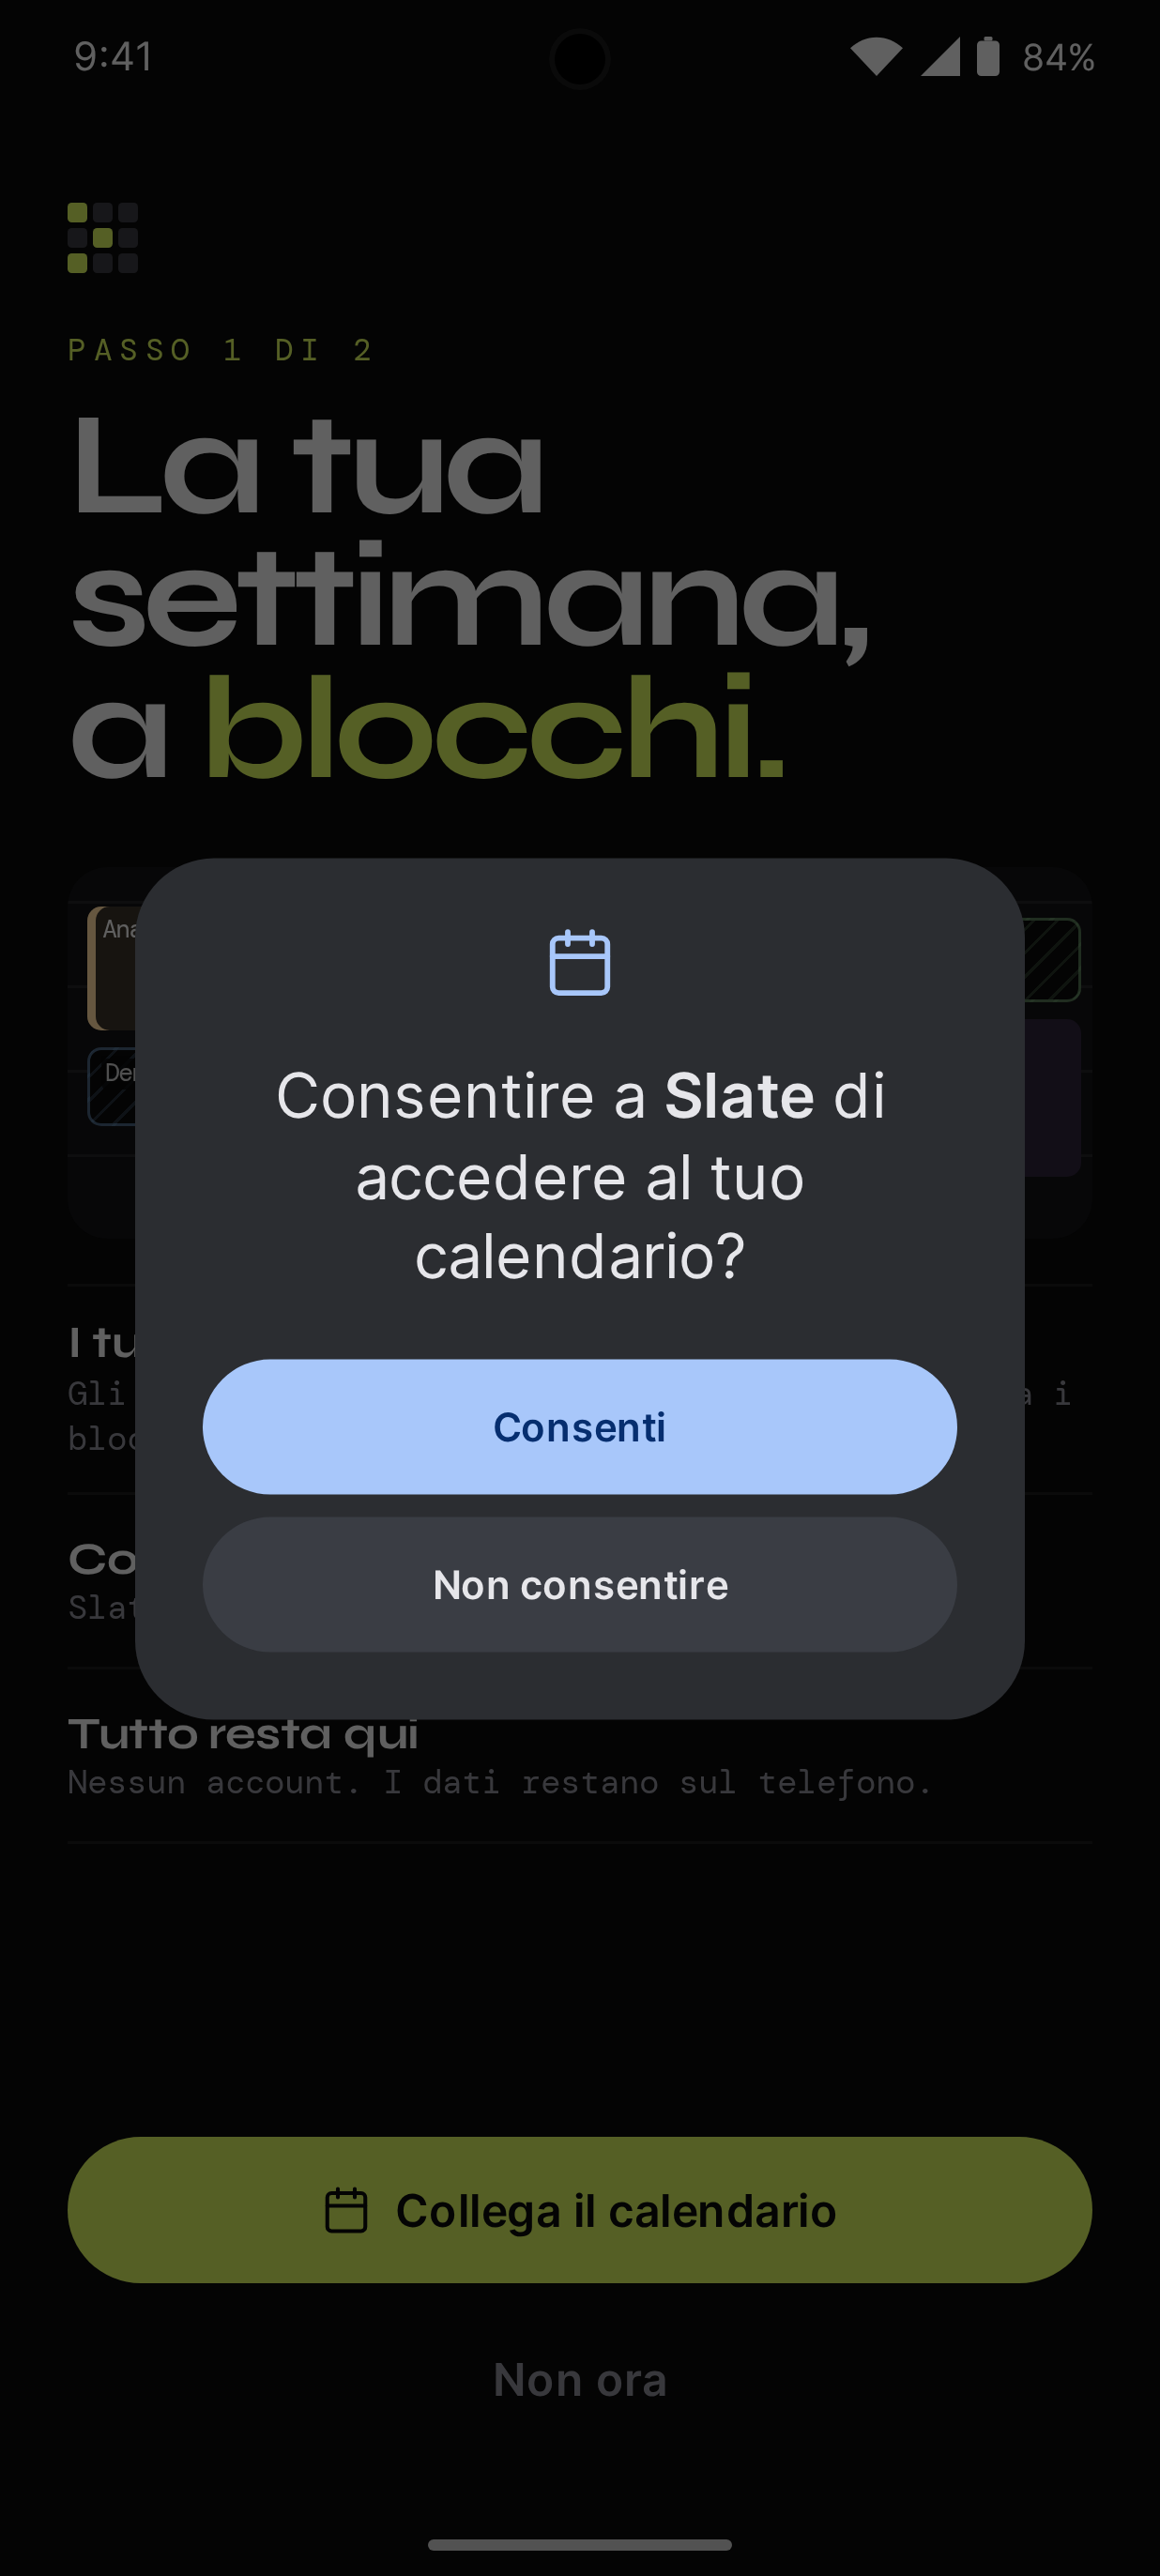 9:41
84%
PASSO 1 DI 2
La tua
settimana,
a blocchi.
Consentire a Slate di
accedere al tuo
calendario?
Gli
i
Consenti
Non consentire
Tutto resta qui
Nessun account. I dati restano sul telefono.
Collega il calendario
Non ora